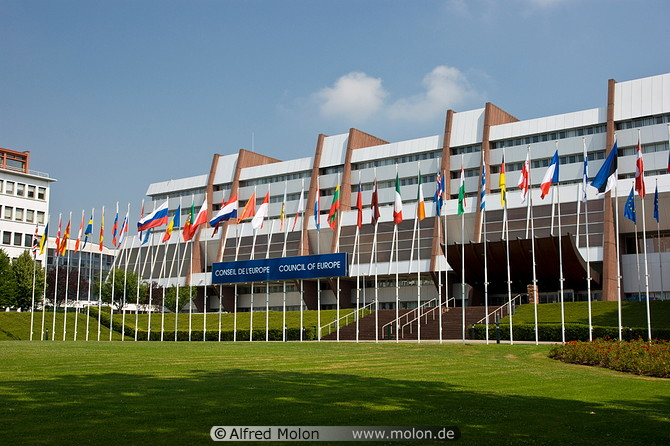 CONSEIL DE L'EUROPE COUNCIL OF EUROPE
© Alfred Molon www.molon.de